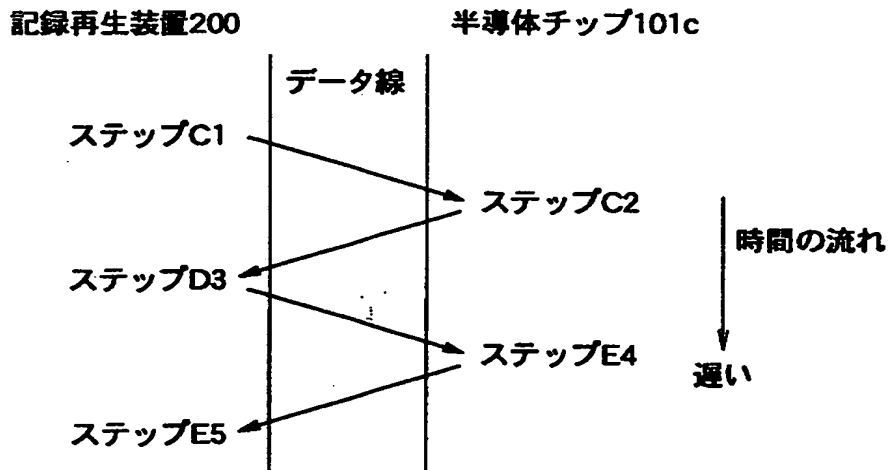 記録再生装置200
半導体チップ101c
データ線
ステップC1
ステップC2
時間の流れ
ステップD3
ステップE4
遅い
ステップE5